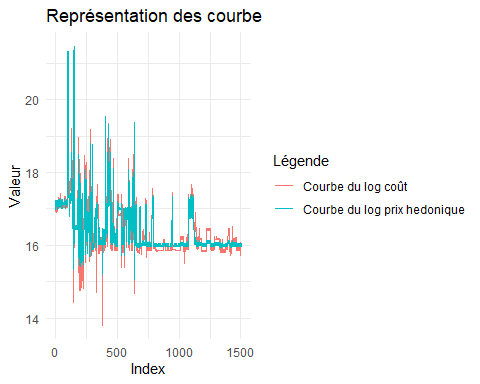 Représentation des courbe
Valeur
20
18
16
14
0
500
1000
1500
Index
Légende
Courbe du log coût
Courbe du log prix hedonique